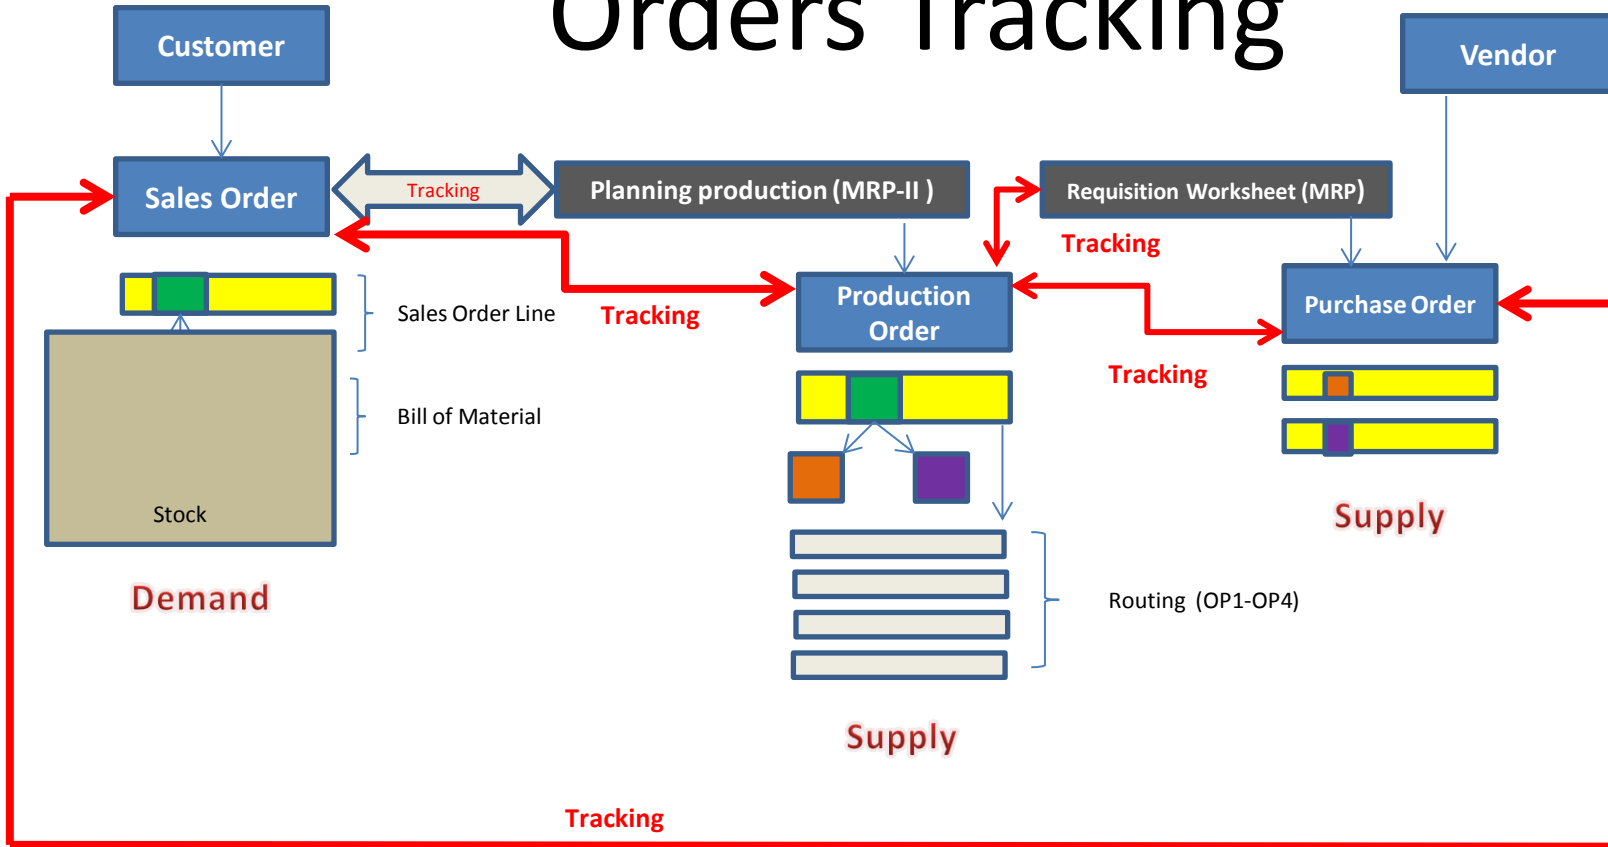 Orders Tracking
Customer
Vendor
Sales Order
Tracking
Planning production (MRP-II )
Requisition Worksheet (MRP)
Tracking
Production
Order
Purchase Order
Sales Order Line
Tracking
Tracking
Bill of Material
Stock
Supply
Demand
Routing (OP1-OP4)
Supply
Tracking